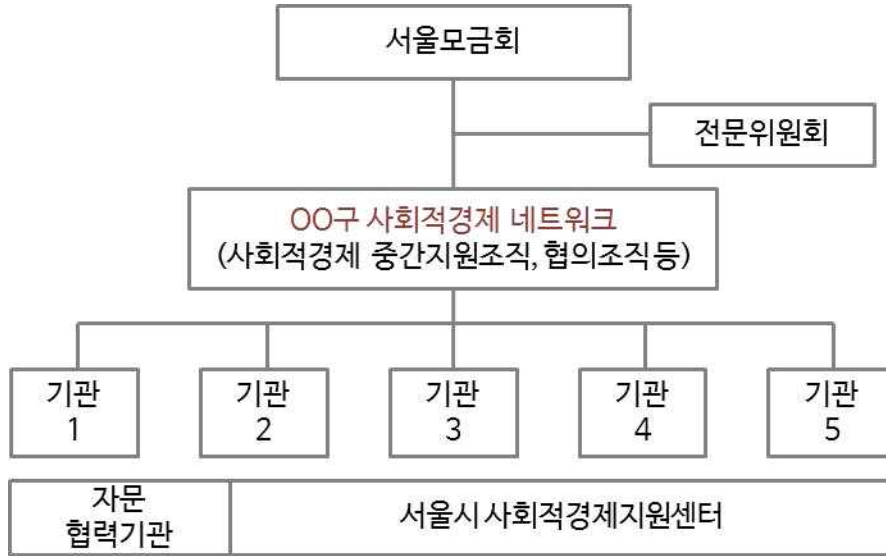 서울모금회
전문위원회
OO구 사회적경제 네트워크
(사회적경제 중간지원조직, 협의조직등)
기관
1
기관
2
기관
3
기관
4
기관
5
자문
협력기관
서울시 사회적경제지원센터